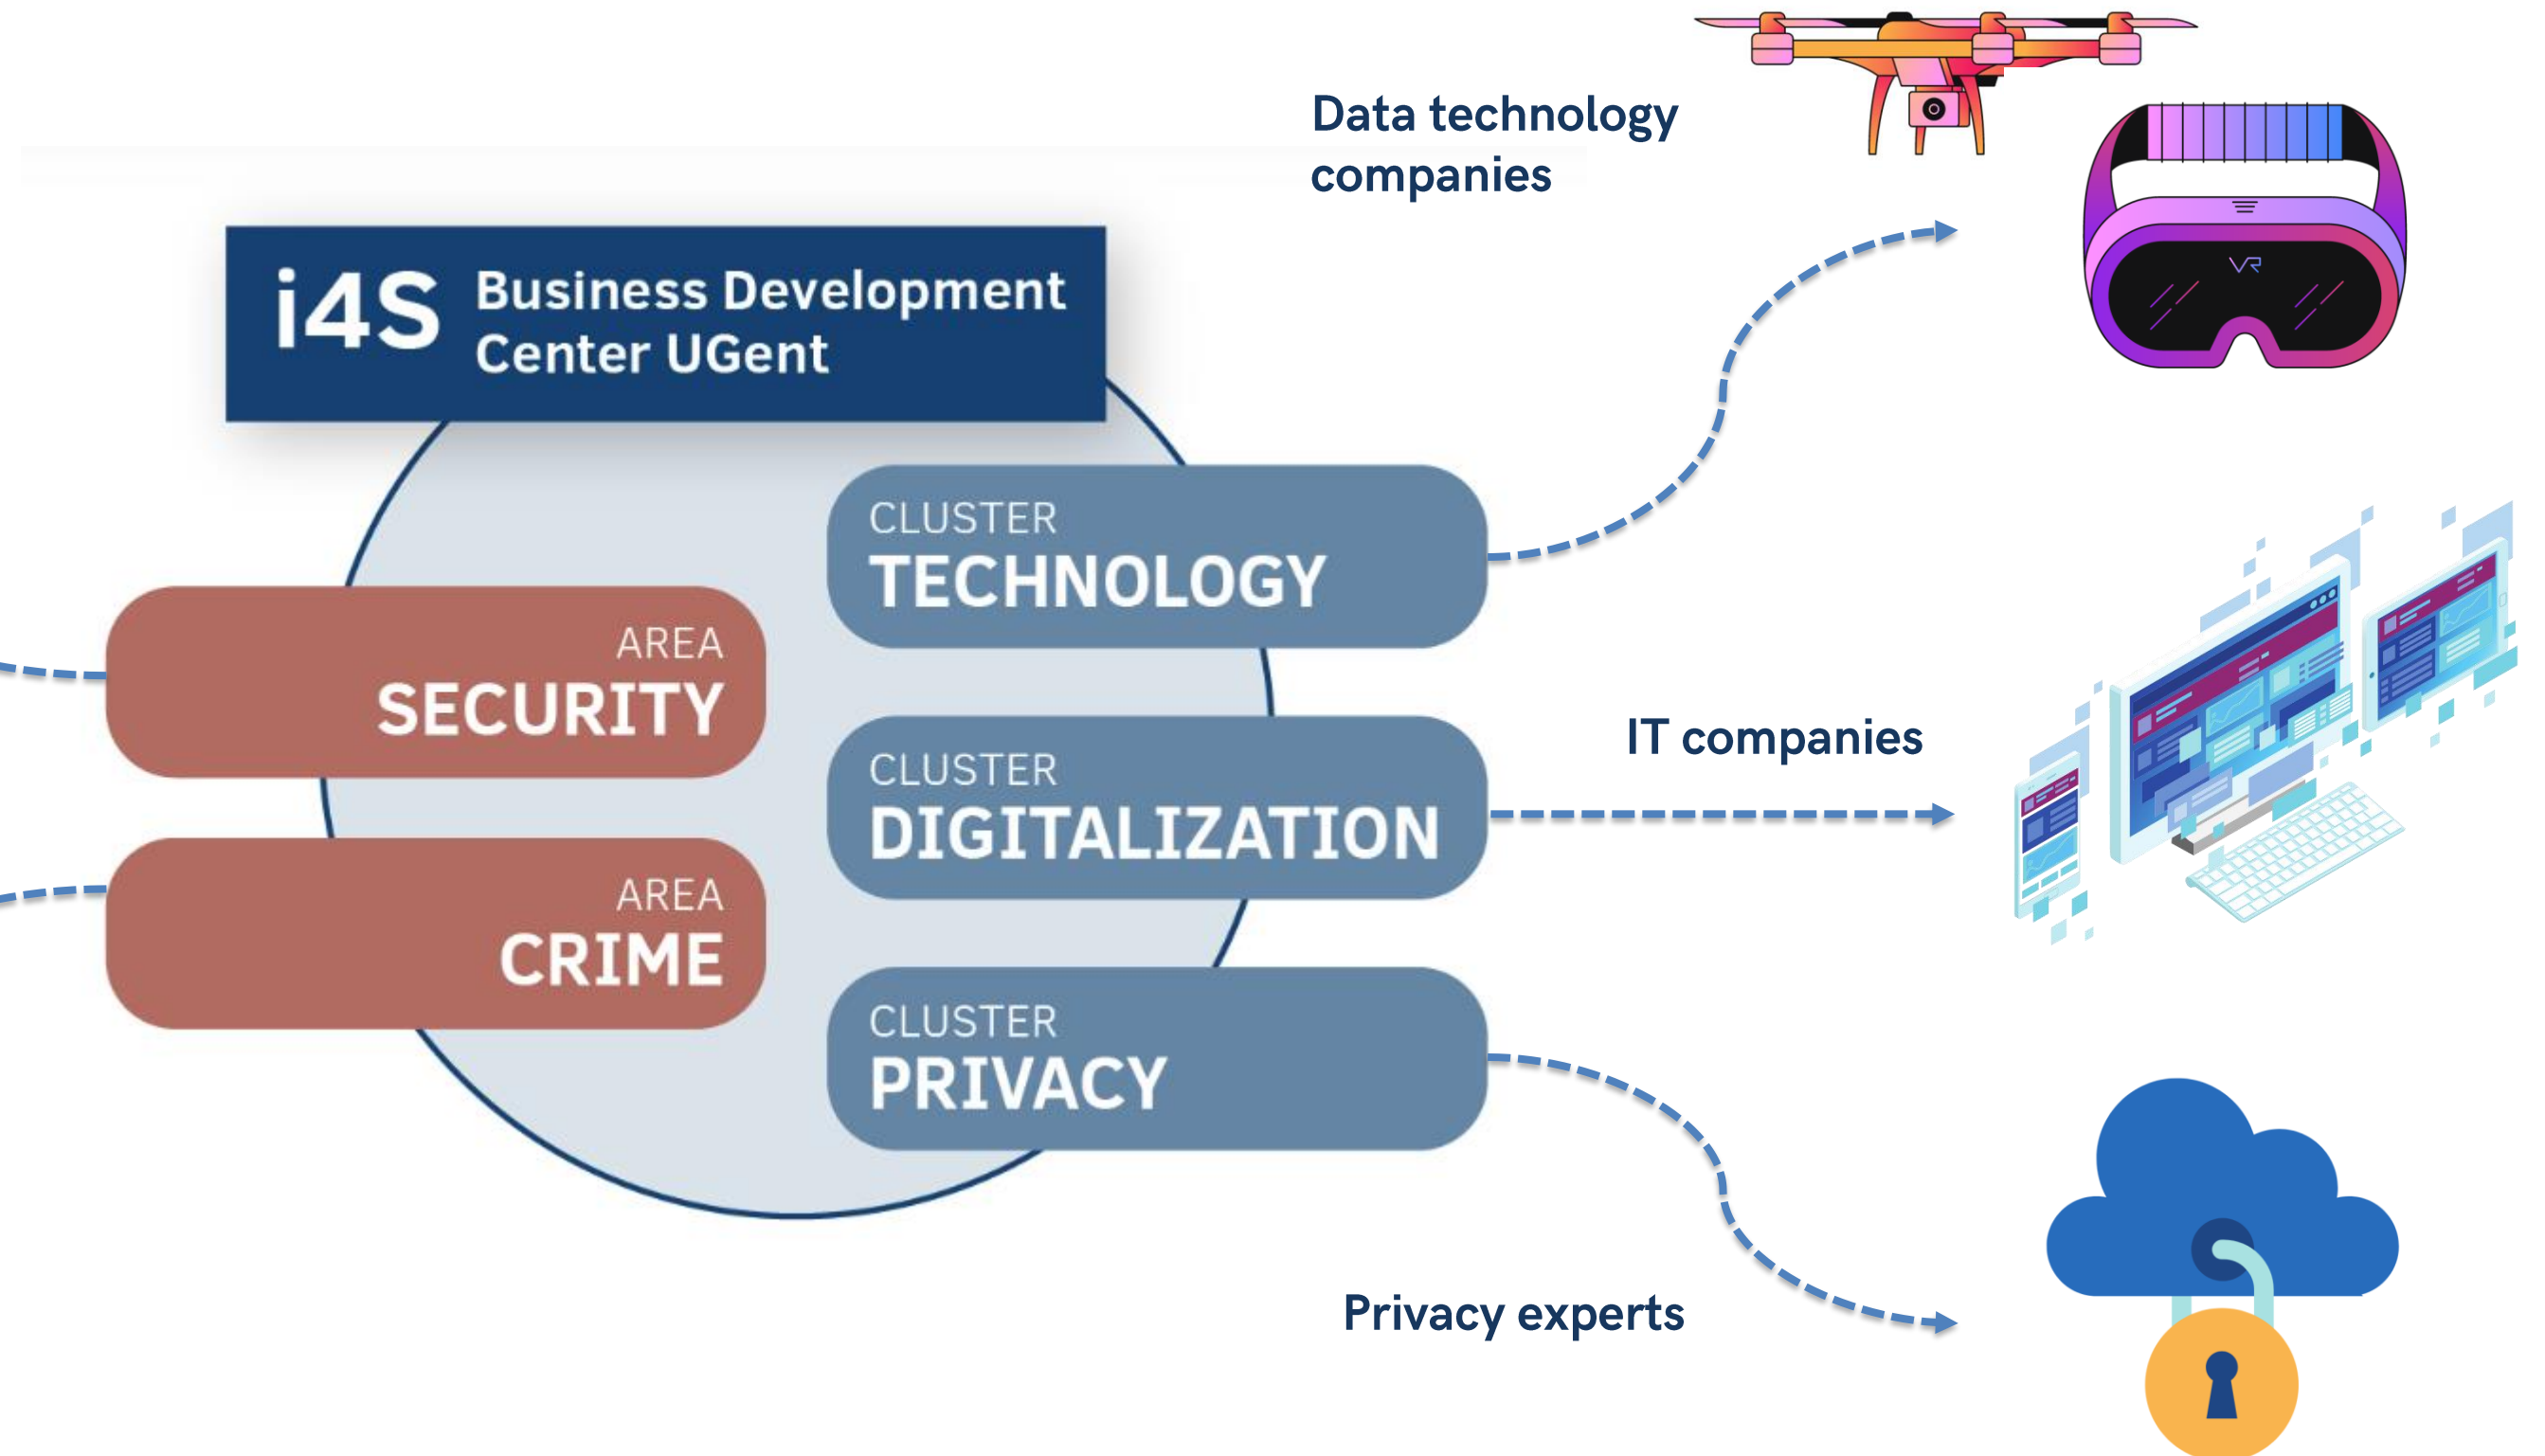 Data technology
companies
i4S Business Development
Center UGent
CLUSTER
TECHNOLOGY
AREA
SECURITY
CLUSTER
DIGITALIZATION
IT companies
AREA
CRIME
CLUSTER
PRIVACY
Privacy experts
VR